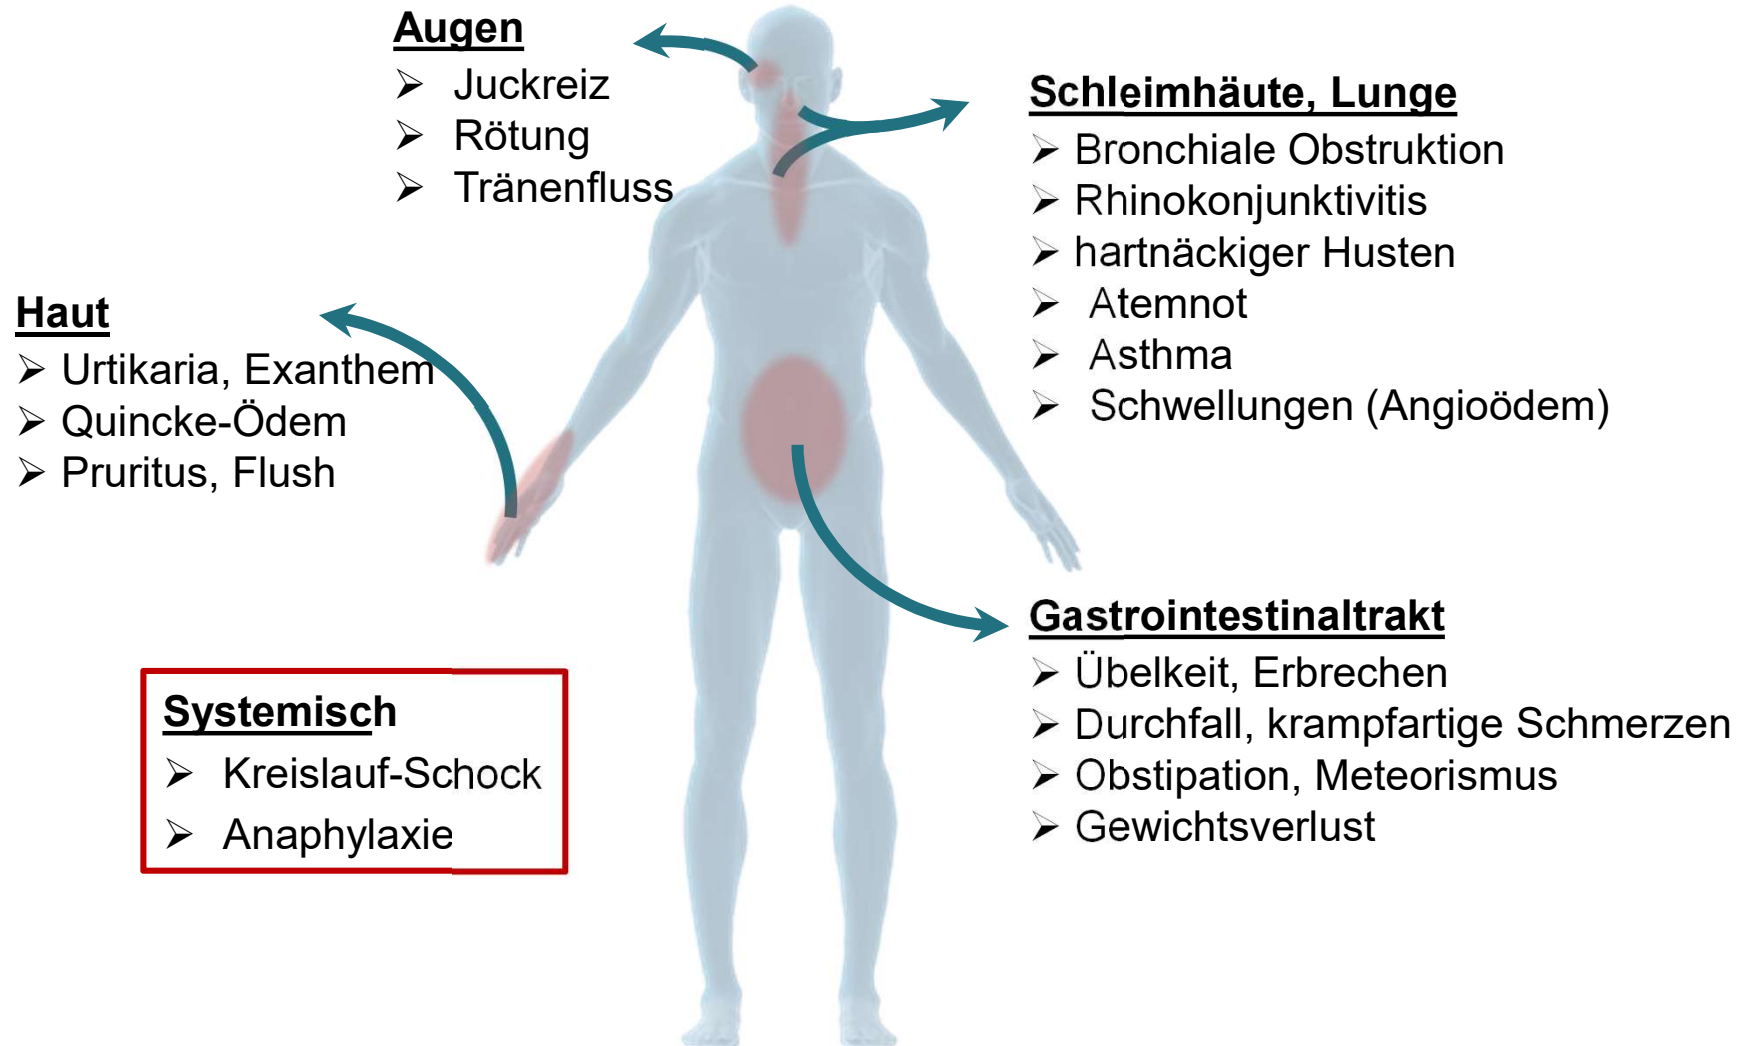 Augen
➢ Juckreiz
➢ Rötung
➢ Tränenfluss
Schleimhäute, Lunge
➢ Bronchiale Obstruktion
➢ Rhinokonjunktivitis
➢ hartnäckiger Husten
➢ Atemnot
➢ Asthma
➢ Schwellungen (Angioödem)
Haut
➢ Urtikaria, Exanthem
➢ Quincke-Ödem
➢ Pruritus, Flush
Gastrointestinaltrakt
➢ Übelkeit, Erbrechen
➢ Durchfall, krampfartige Schmerzen
➢ Obstipation, Meteorismus
➢ Gewichtsverlust
Systemisch
➢ Kreislauf-Schock
➢ Anaphylaxie